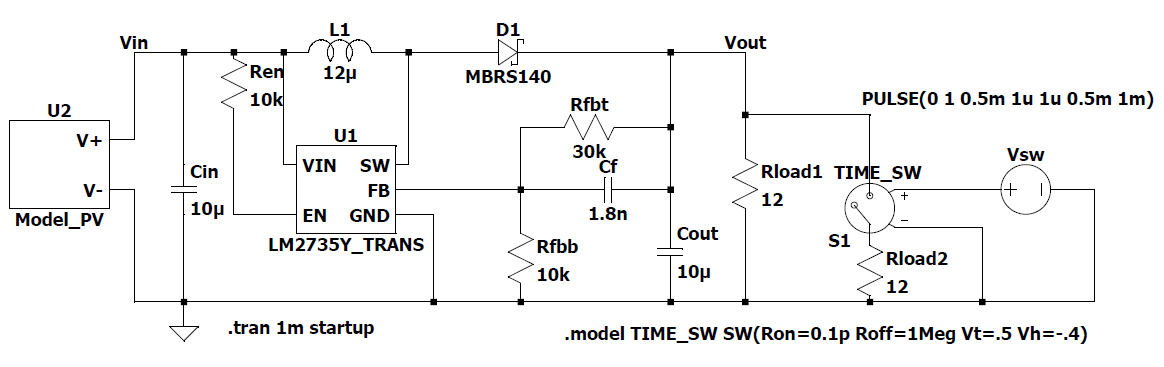 L1
D1
Vin
Vout
12µ
MBRS140
Ren
10k
PULSE(0 1 0.5m 1u 1u 0.5m 1m)
Rfbt
U2
30k
U1
V+
VIN
SW
Cf
Vsw
Cin
Rload1
TIME_SW
+
FB
V-
10µ
1.8n
12
Model_PV
EN
GND
LM2735Y_TRANS
Rfbb
Cout
S1
Rload2
10k
10µ
12
.tran 1m startup
.model TIME_SW SW(Ron=0.1p Roff=1Meg Vt=.5 Vh=-.4)